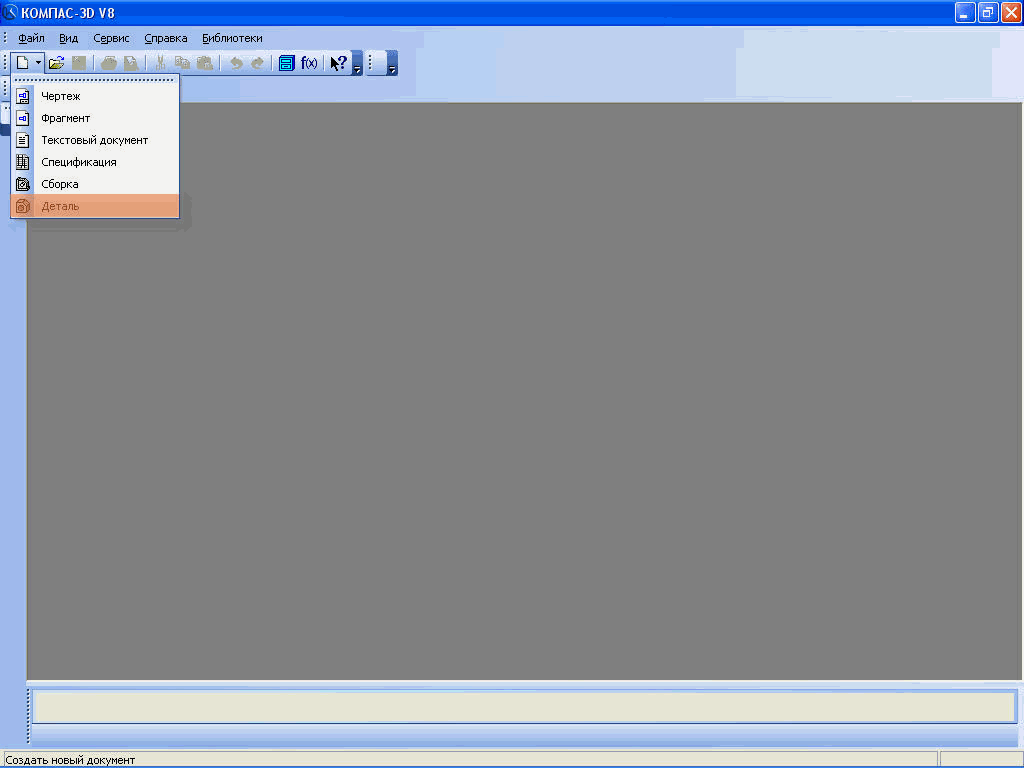 КОМПАС-3D V8
Файл Вид Сервис Справка Библиотеки
f(x) ?
Чертеж
Фрагмент
Текстовый документ
Спецификация
Сборка
Деталь
Создать новый документ